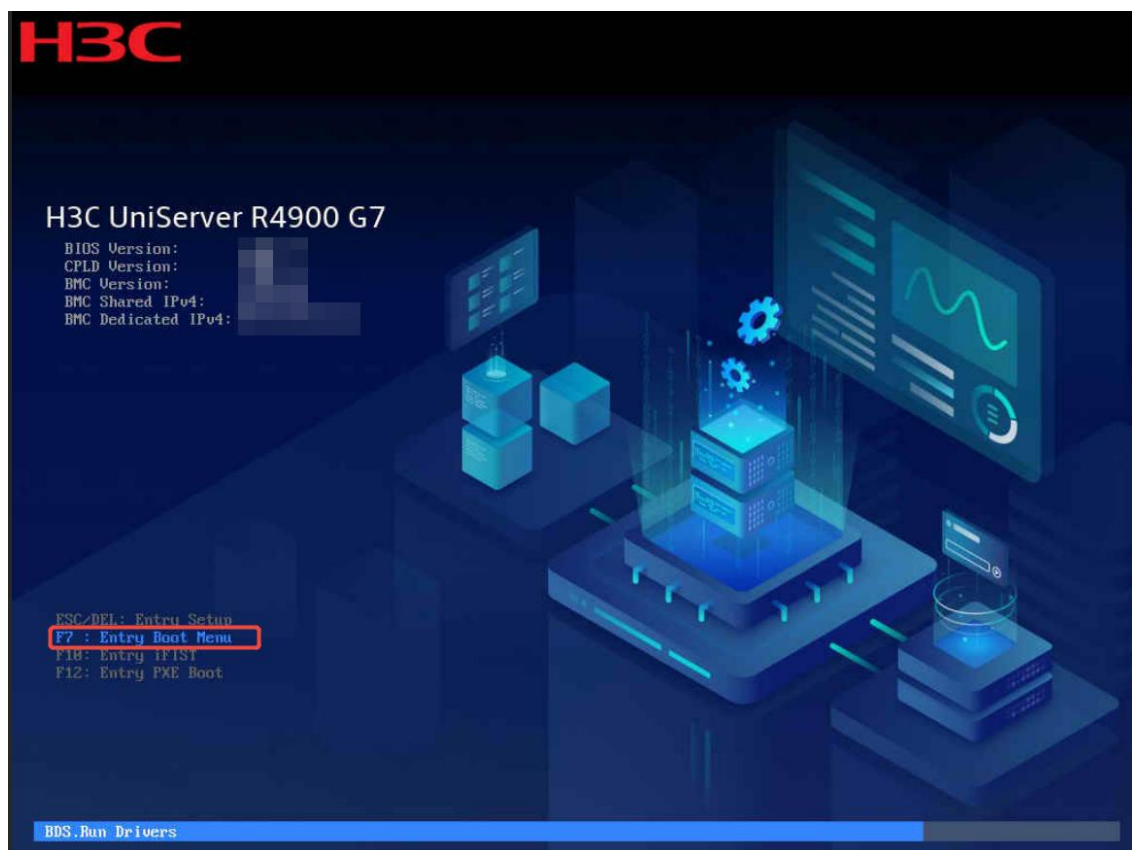 H3C
H3C UniServer R4900 G7
BIOS Version:
CPLD Version:
BMC Version:
BMC Shared IPv4:
BMC Dedicated IPv4:
ESC/DEL: Entry Setup
F7 : Entry Boot Menu
F10: Entry iFIST
F12: Entry PXE Boot
BDS.Run Drivers